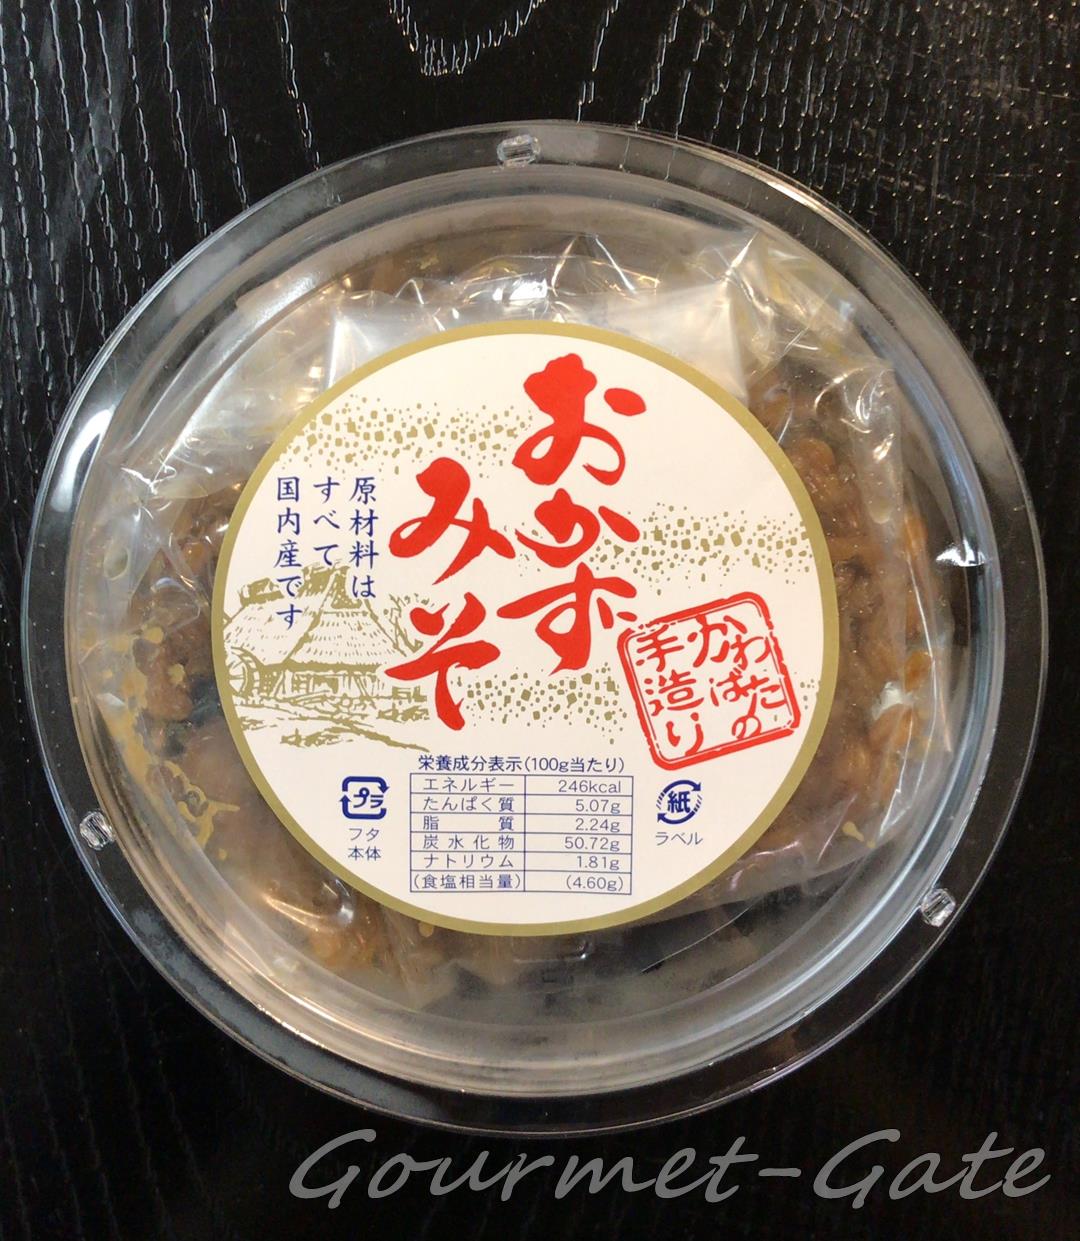 おかず
みそ
原材料は
すべて
国内産です
かわばたの
手造り
栄養成分表示(100g当たり)
エネルギー 246kcal
たんぱく質 5.07g
脂質 2.24g
炭水化物 50.72g
ナトリウム 1.81g
(食塩相当量) (4.60g)
プラ
フタ
本体
紙
ラベル
Gourmet-Gate